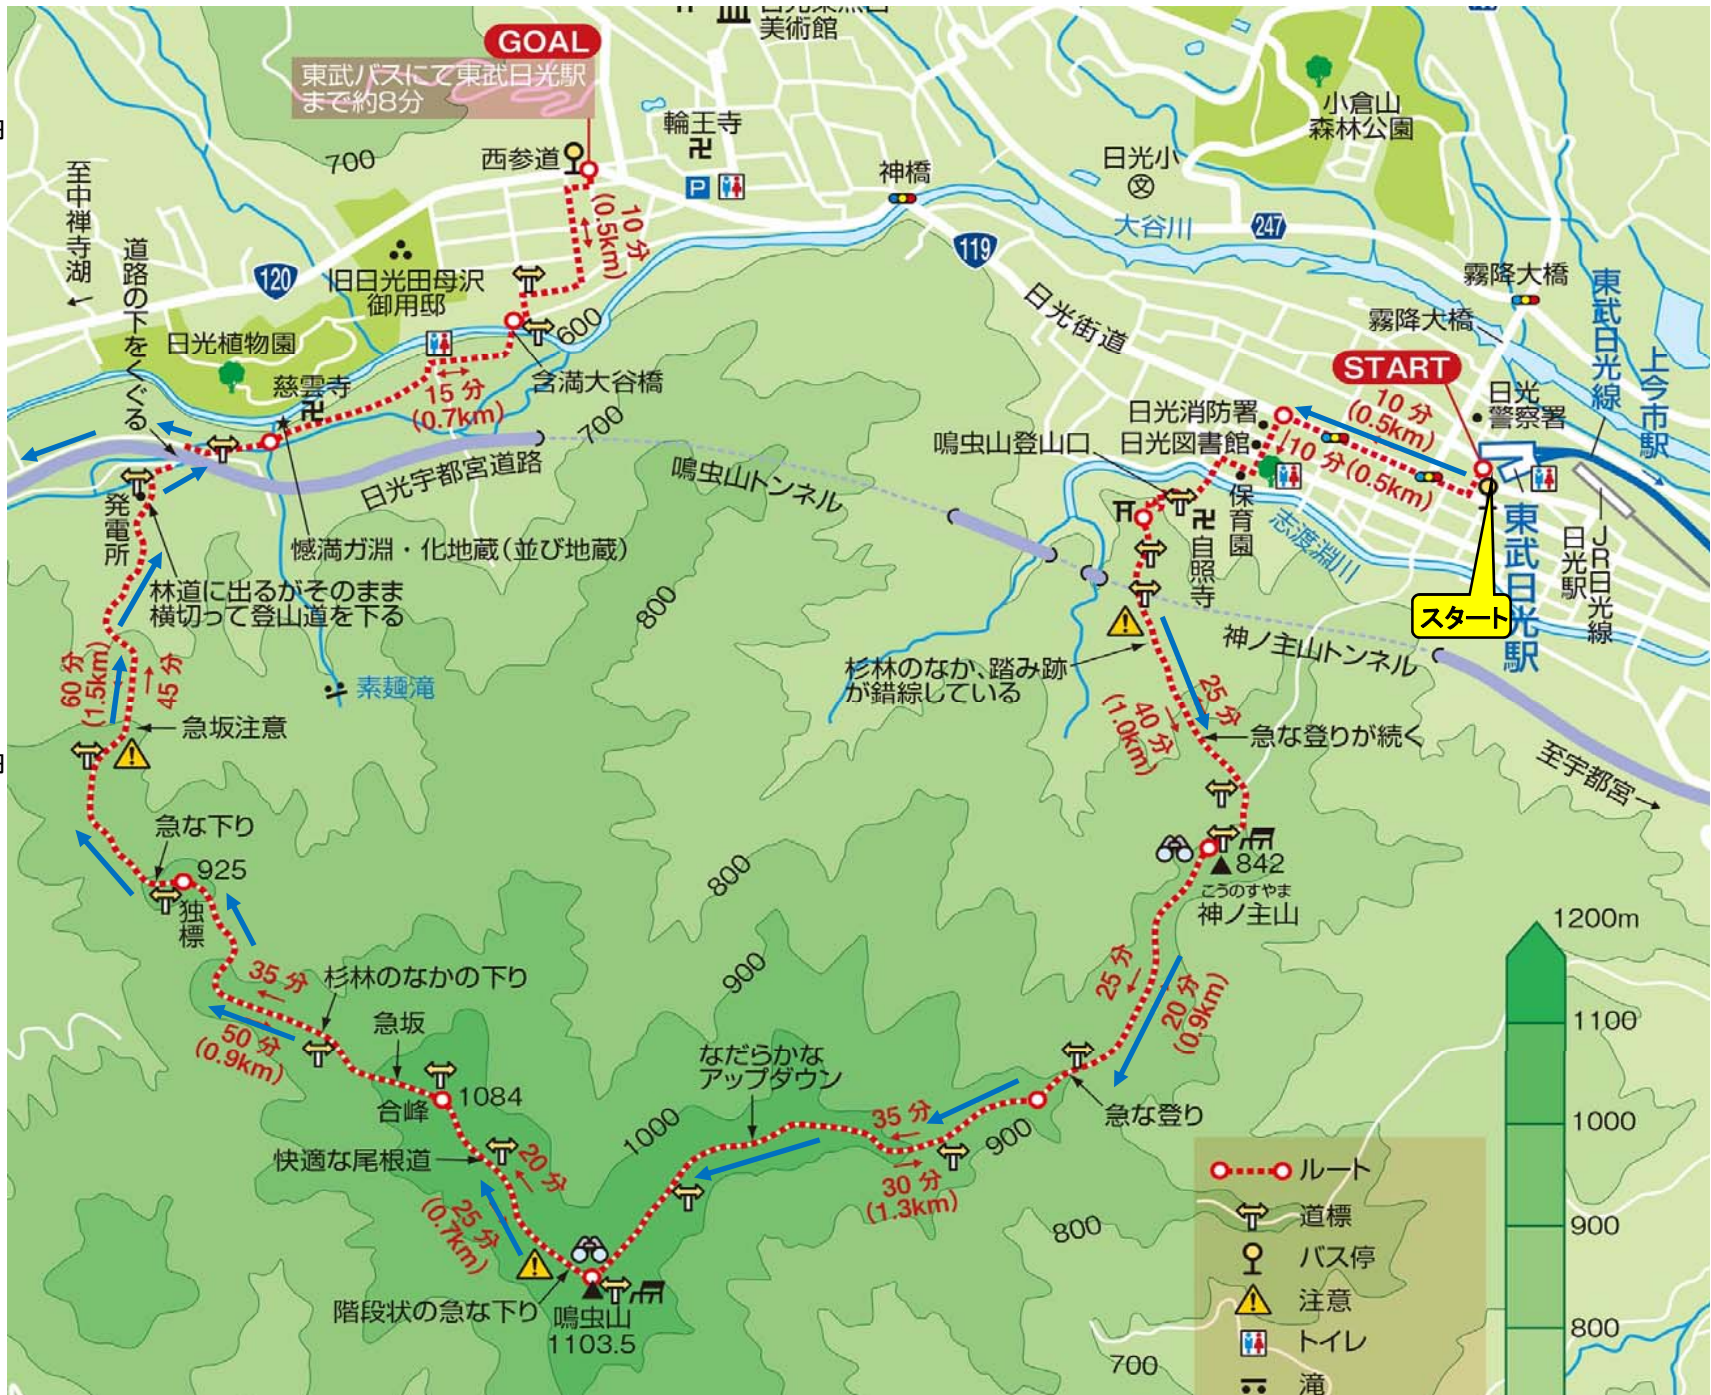 美術館
GOAL
東武バスにて東武日光駅
まで約8分
700
西参道
輪王寺
P
神橋
日光小
文
小倉山
森林公園
大谷川
247
119
120
至中禅寺湖
道路の下をくぐる
10分
(0.5km)
旧日光田母沢
御用邸
日光植物園
600
慈雲寺
15分
(0.7km)
含満大谷橋
日光街道
霧降大橋
霧降大橋
東武日光線
上今市駅
START
10分
(0.5km)
日光
警察署
日光消防署
日光図書館
鳴虫山登山口
10分(0.5km)
保育園
自照寺
志渡淵川
スタート
東武日光駅
JR日光線
日光駅
700
日光宇都宮道路
鳴虫山トンネル
神ノ主山トンネル
至宇都宮
発電所
憾満ガ淵・化地蔵(並び地蔵)
林道に出るがそのまま
横切って登山道を下る
素麺滝
800
60分
(1.5km)
45分
急坂注意
杉林のなか、踏み跡
が錯綜している
25分
40分
(1.0km)
急な登りが続く
急な下り
925
独標
800
842
こうのすやま
神ノ主山
35分
50分
(0.9km)
杉林のなかの下り
急坂
合峰
1084
900
25分
20分
(0.9km)
なだらかな
アップダウン
1000
35分
30分
(1.3km)
900
急な登り
快適な尾根道
20分
25分
(0.7km)
階段状の急な下り
鳴虫山
1103.5
800
700
1200m
1100
1000
900
800
ルート
道標
バス停
注意
トイレ
滝